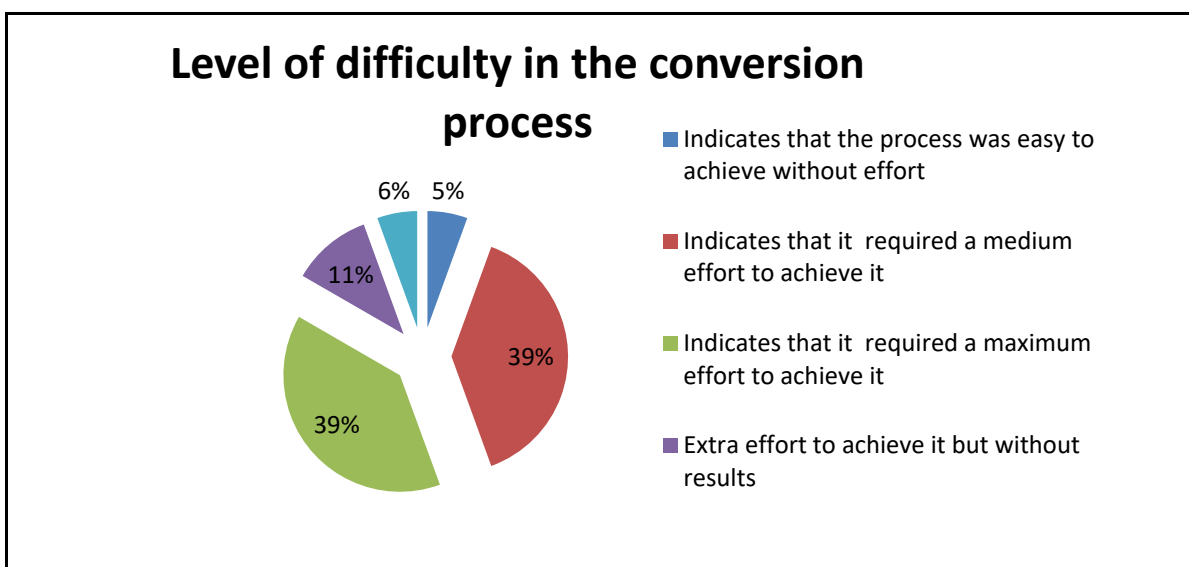 Level of difficulty in the conversion
process
Indicates that the process was easy to
achieve without effort
Indicates that it  required a medium
effort to achieve it
Indicates that it  required a maximum
effort to achieve it
Extra effort to achieve it but without
results
6%
5%
11%
39%
39%